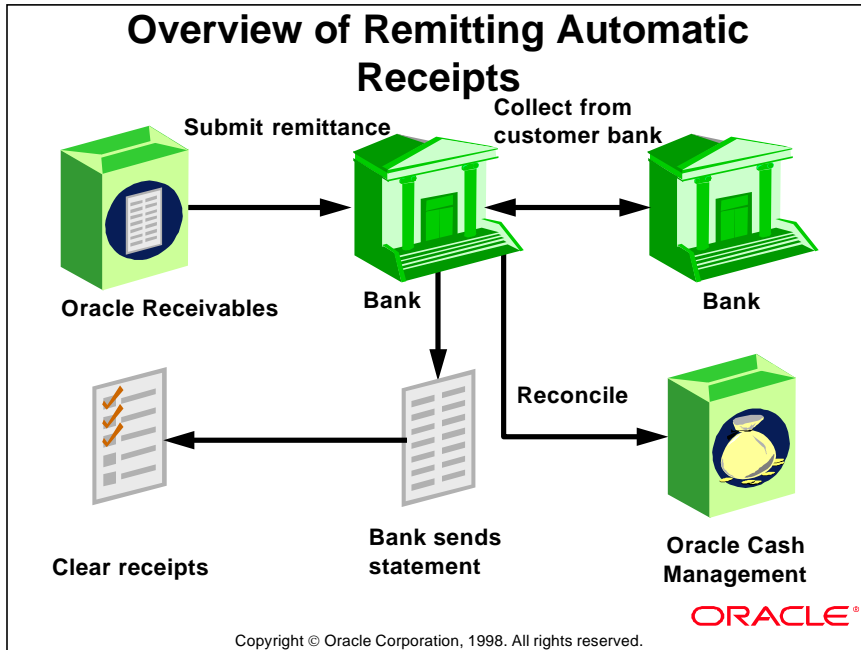 Overview of Remitting Automatic
Receipts
Submit remittance
Collect from
customer bank
Oracle Receivables
Bank
Bank
Reconcile
Clear receipts
Bank sends
statement
Oracle Cash
Management
ORACLE®
Copyright © Oracle Corporation, 1998. All rights reserved.